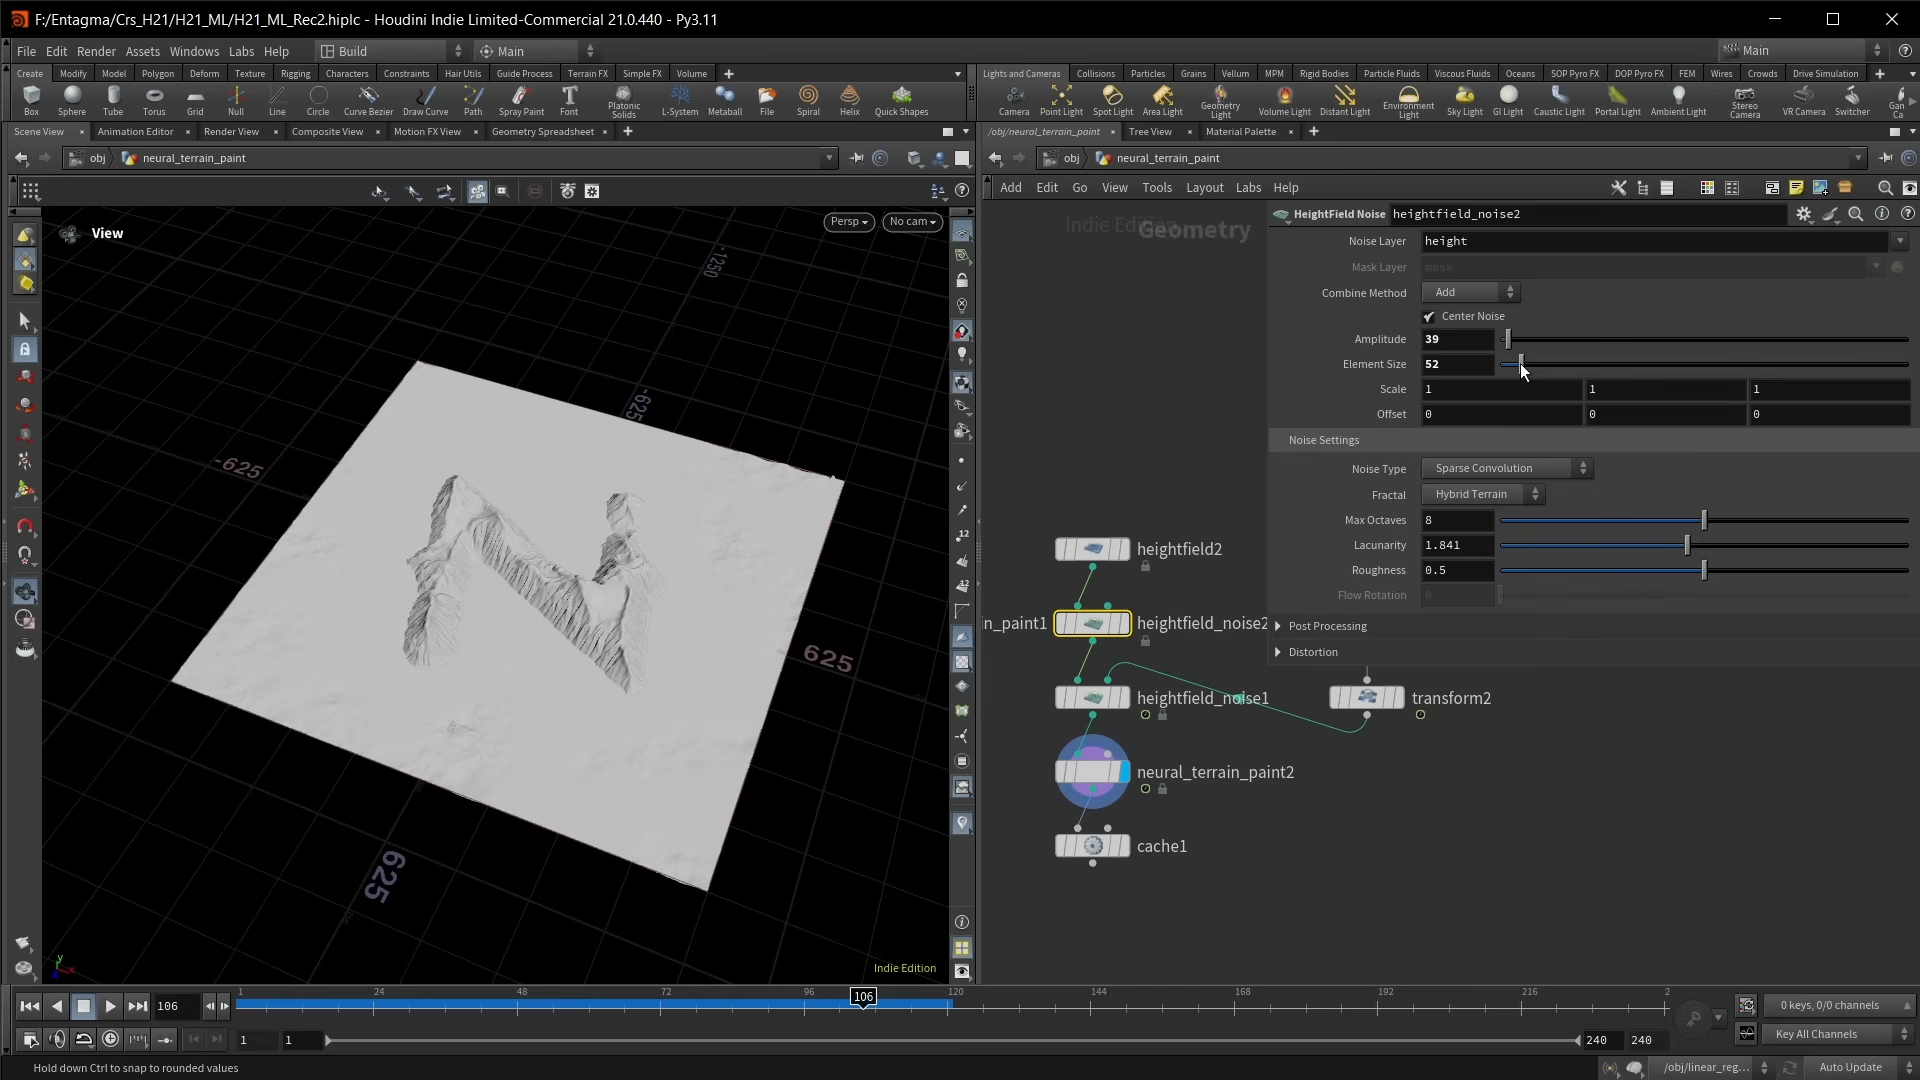 F:/Entagma/Crs_H21/H21_ML/H21_ML_Rec2.hiplc - Houdini Indie Limited-Commercial 21.0.440 - Py3.11
File Edit Render Assets Windows Labs Help Build Main Main
Create Modify Model Polygon Deform Texture Rigging Characters Constraints Hair Utils Guide Process Terrain FX Simple FX Volume
Lights and Cameras Collisions Particles Grains Vellum MPM Rigid Bodies Particle Fluids Viscous Fluids Oceans SOP Pyro FX DOP Pyro FX FEM Wires Crowds Drive Simulation
Box Sphere Tube Torus Grid Null Line Circle Curve Bezier Draw Curve Path Spray Paint Font Platonic Solids L-System Metaball File Spiral Helix Quick Shapes
Camera Point Light Spot Light Area Light Geometry Light Volume Light Distant Light Environment Light Sky Light GI Light Caustic Light Portal Light Ambient Light Stereo Camera VR Camera Switcher Gan Ca
Scene View Animation Editor Render View Composite View Motion FX View Geometry Spreadsheet
/obj/neural_terrain_paint Tree View Material Palette
obj neural_terrain_paint
obj neural_terrain_paint
Add Edit Go View Tools Layout Labs Help
View
Persp No cam
-1250
-625
-625
625
625
Indie Edition
Indie Edition
Geometry
HeightField Noise heightfield_noise2
Noise Layer height
Mask Layer mask
Combine Method Add
Center Noise
Amplitude 39
Element Size 52
Scale 1 1 1
Offset 0 0 0
Noise Settings
Noise Type Sparse Convolution
Fractal Hybrid Terrain
Max Octaves 8
Lacunarity 1.841
Roughness 0.5
Flow Rotation 0
Post Processing
Distortion
heightfield2
in_paint1
heightfield_noise2
heightfield_noise1
transform2
neural_terrain_paint2
cache1
12
12
106
1 24 48 72 96 106 120 144 168 192 216 2
0 keys, 0/0 channels
1 1 240 240
Key All Channels
Hold down Ctrl to snap to rounded values
/obj/linear_reg...
Auto Update